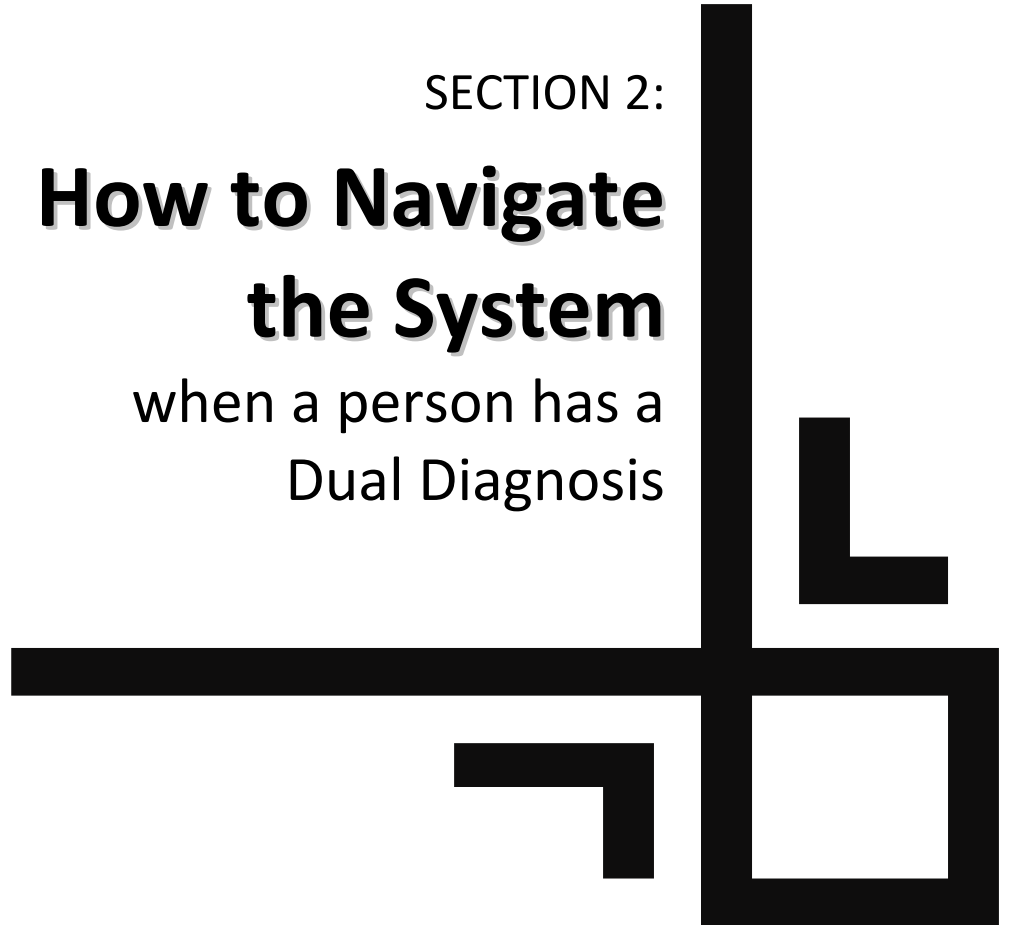 SECTION 2:
How to Navigate
the System
when a person has a
Dual Diagnosis